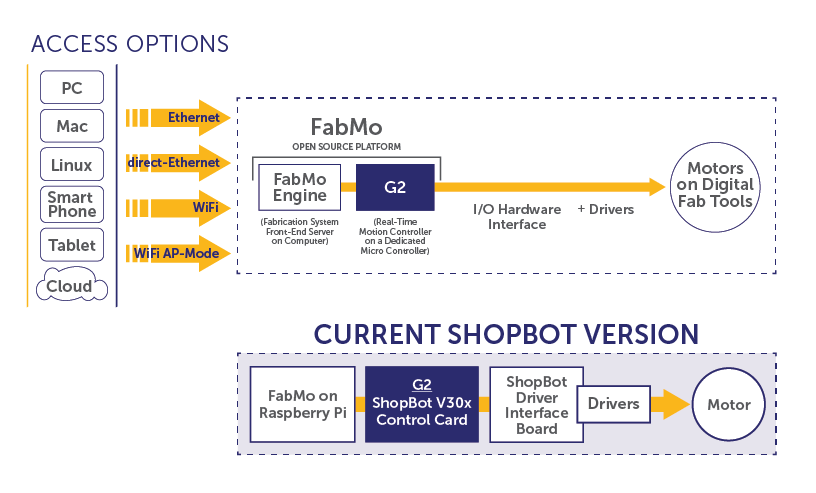 ACCESS OPTIONS
PC
Mac
Linux
Smart
Phone
Tablet
Cloud
Ethernet
direct-Ethernet
WiFi
WiFi AP-Mode
FabMo
OPEN SOURCE PLATFORM
FabMo
Engine
(Fabrication System
Front-End Server
on Computer)
G2
(Real-Time
Motion Controller
on a Dedicated
Micro Controller)
I/O Hardware
Interface
+ Drivers
Motors
on Digital
Fab Tools
CURRENT SHOPBOT VERSION
FabMo on
Raspberry Pi
G2
ShopBot V30x
Control Card
ShopBot
Driver
Interface
Board
Drivers
Motor